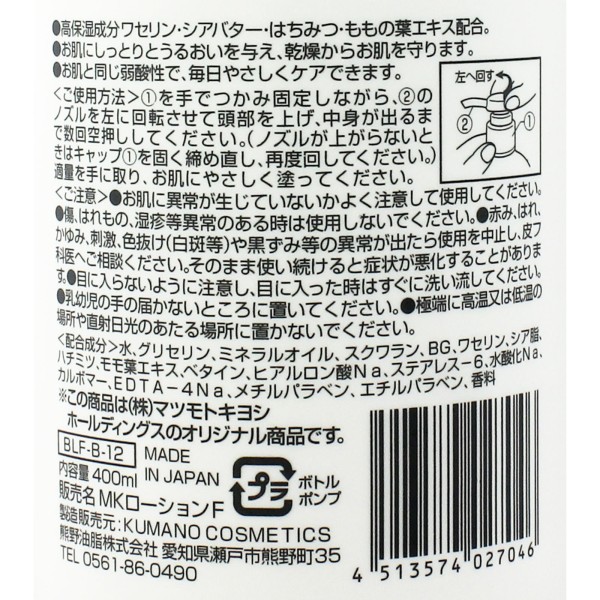 ●高保湿成分ワセリン・シアバター・はちみつ・ももの葉エキス配合。
●お肌にしっとりとうるおいを与え、乾燥からお肌を守ります。
●お肌と同じ弱酸性で、毎日やさしくケアできます。
＜ご使用方法＞①を手でつかみ固定しながら、②の
ノズルを左に回転させて頭部を上げ、中身が出るま
で数回空押ししてください。（ノズルが上がらないと
きはキャップ①を固く締め直し、再度回してください。）
適量を手に取り、お肌にやさしく塗ってください。
左へ回す
②
①
＜ご注意＞●お肌に異常が生じていないかよく注意して使用してください。
●傷、はれもの、湿疹等異常のある時は使用しないでください。●赤み、はれ、
かゆみ、刺激、色抜け（白斑等）や黒ずみ等の異常が出たら使用を中止し、皮フ
科医へご相談ください。そのまま使い続けると症状が悪化することがありま
す。●目に入らないように注意し、目に入った時はすぐに洗い流してください。
●乳幼児の手の届かないところに置いてください。●極端に高温又は低温の
場所や直射日光のあたる場所に置かないでください。
＜配合成分＞水、グリセリン、ミネラルオイル、スクワラン、BG、ワセリン、シア脂、
ハチミツ、モモ葉エキス、ベタイン、ヒアルロン酸Na、ステアレス－6、水酸化Na、
カルボマー、EDTA－4Na、メチルパラベン、エチルパラベン、香料
※この商品は（株）マツモトキヨシ
ホールディングスのオリジナル商品です。
BLF-B-12
MADE
IN JAPAN
内容量400ml
プラ
ボトル
ポンプ
販売名 MKローションF
製造販売元：KUMANO COSMETICS
熊野油脂株式会社 愛知県瀬戸市熊野町35
TEL 0561-86-0490
4 513574 027046